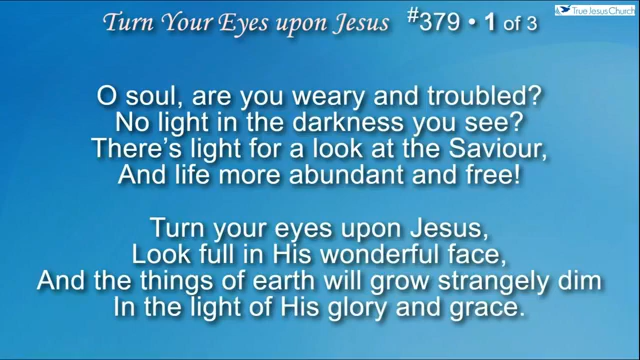 Turn Your Eyes upon Jesus #379 • 1 of 3
True Jesus Church
O soul, are you weary and troubled?
No light in the darkness you see?
There's light for a look at the Saviour,
And life more abundant and free!
Turn your eyes upon Jesus,
Look full in His wonderful face,
And the things of earth will grow strangely dim
In the light of His glory and grace.